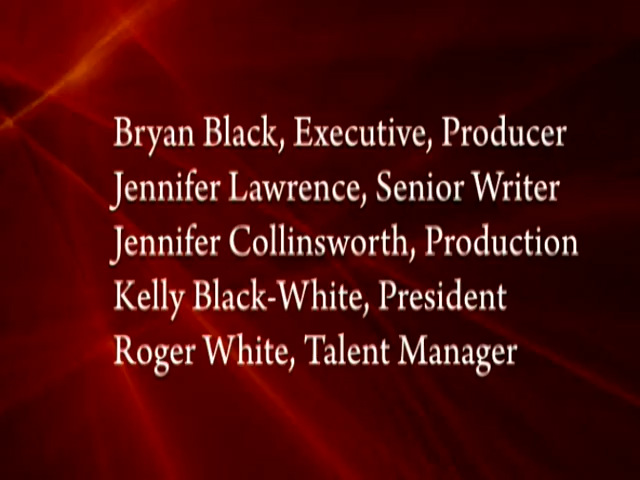 Bryan Black, Executive, Producer
Jennifer Lawrence, Senior Writer
Jennifer Collinsworth, Production
Kelly Black-White, President
Roger White, Talent Manager